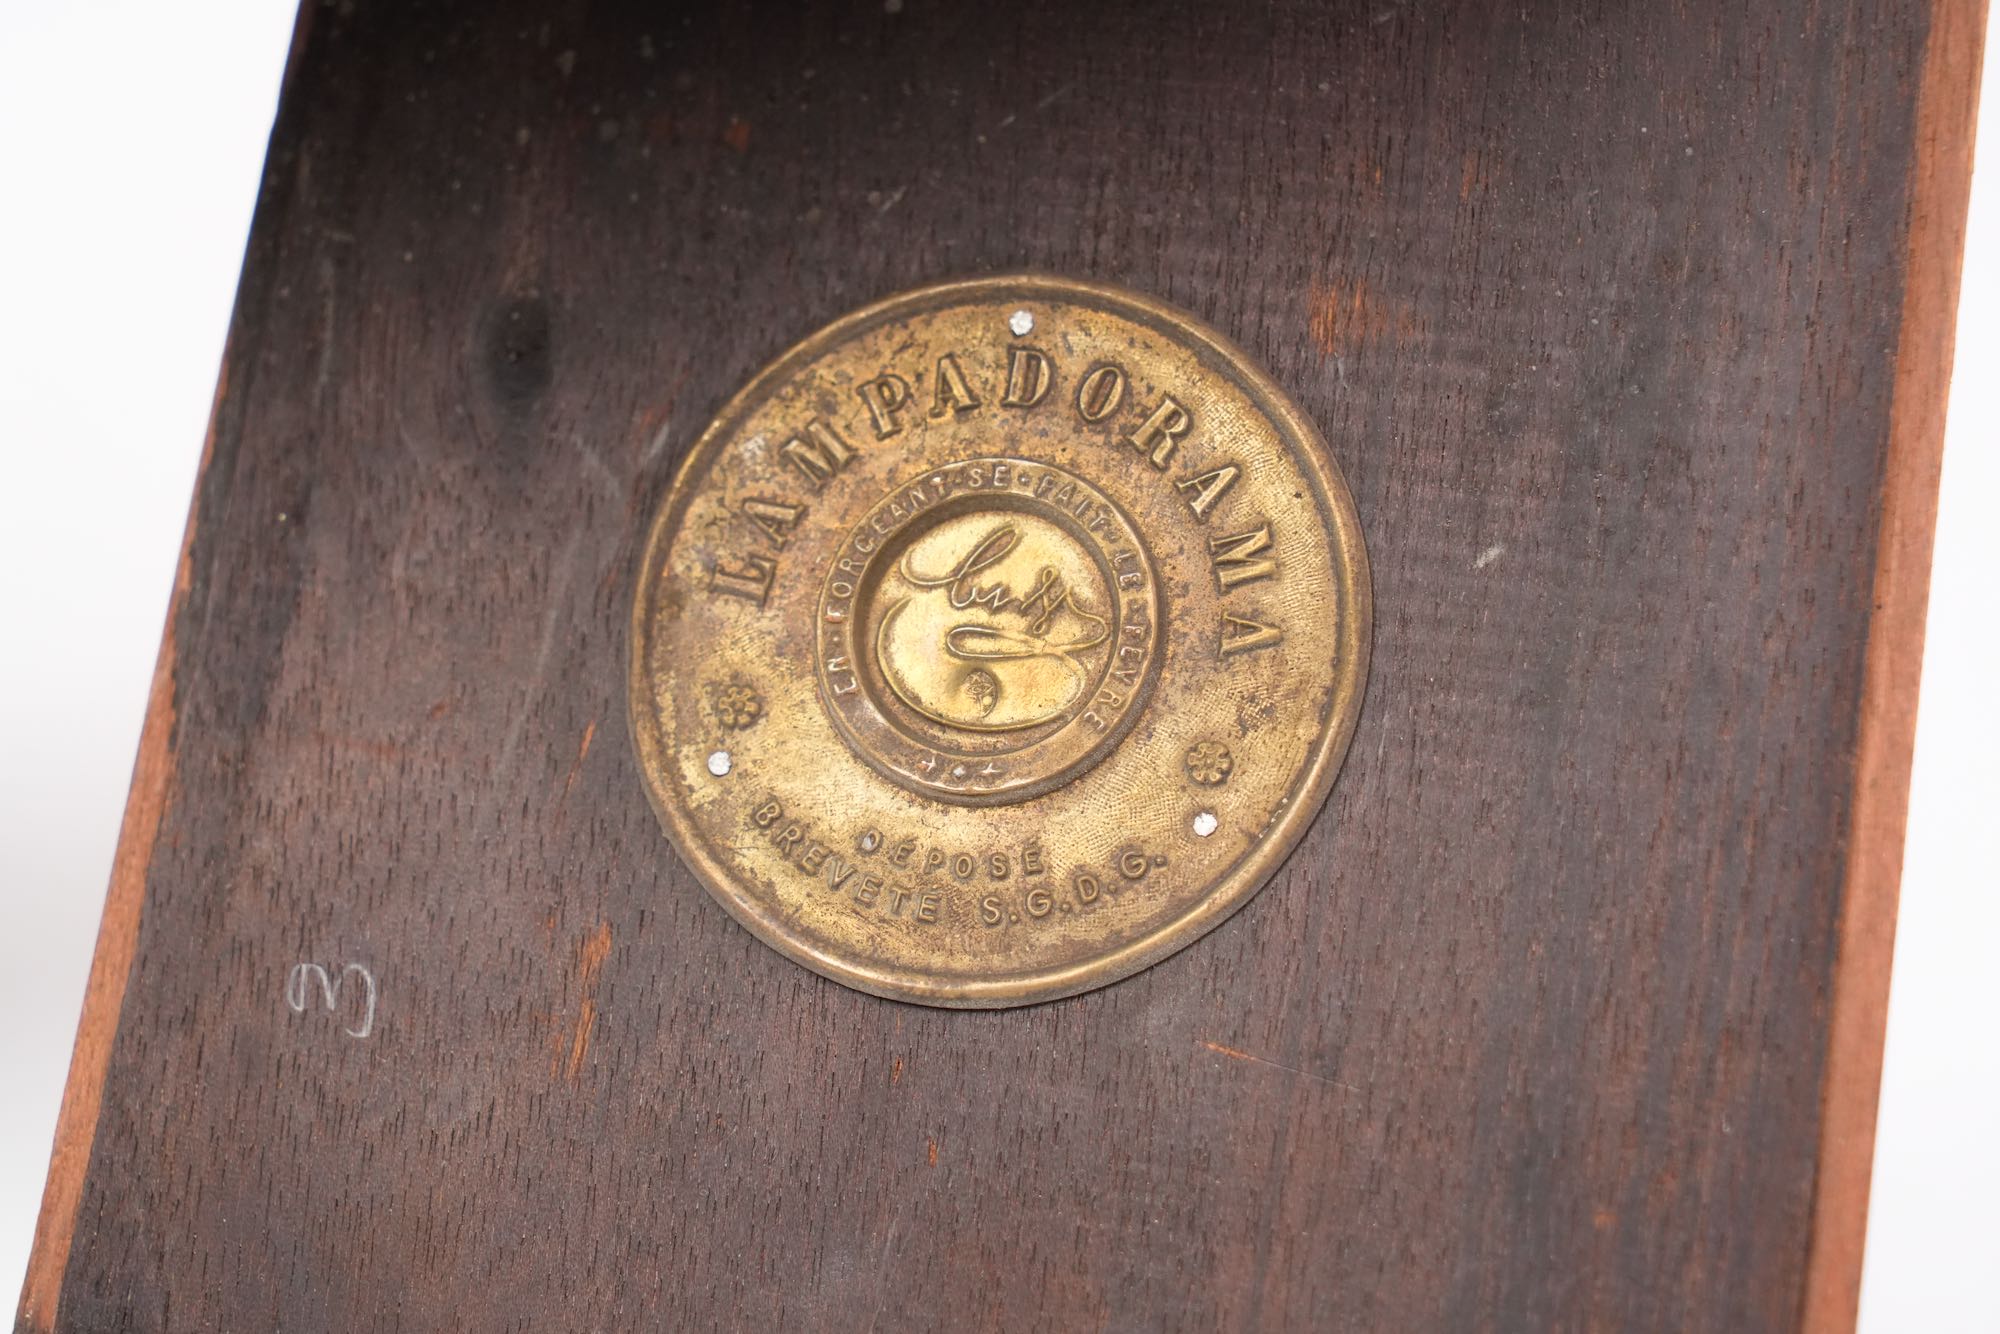 LAMPADORAMA
EN·FORCEANT·SE·FAIT·LE·FEVRE
DÉPOSÉ
BREVETÉ S.G.D.G.